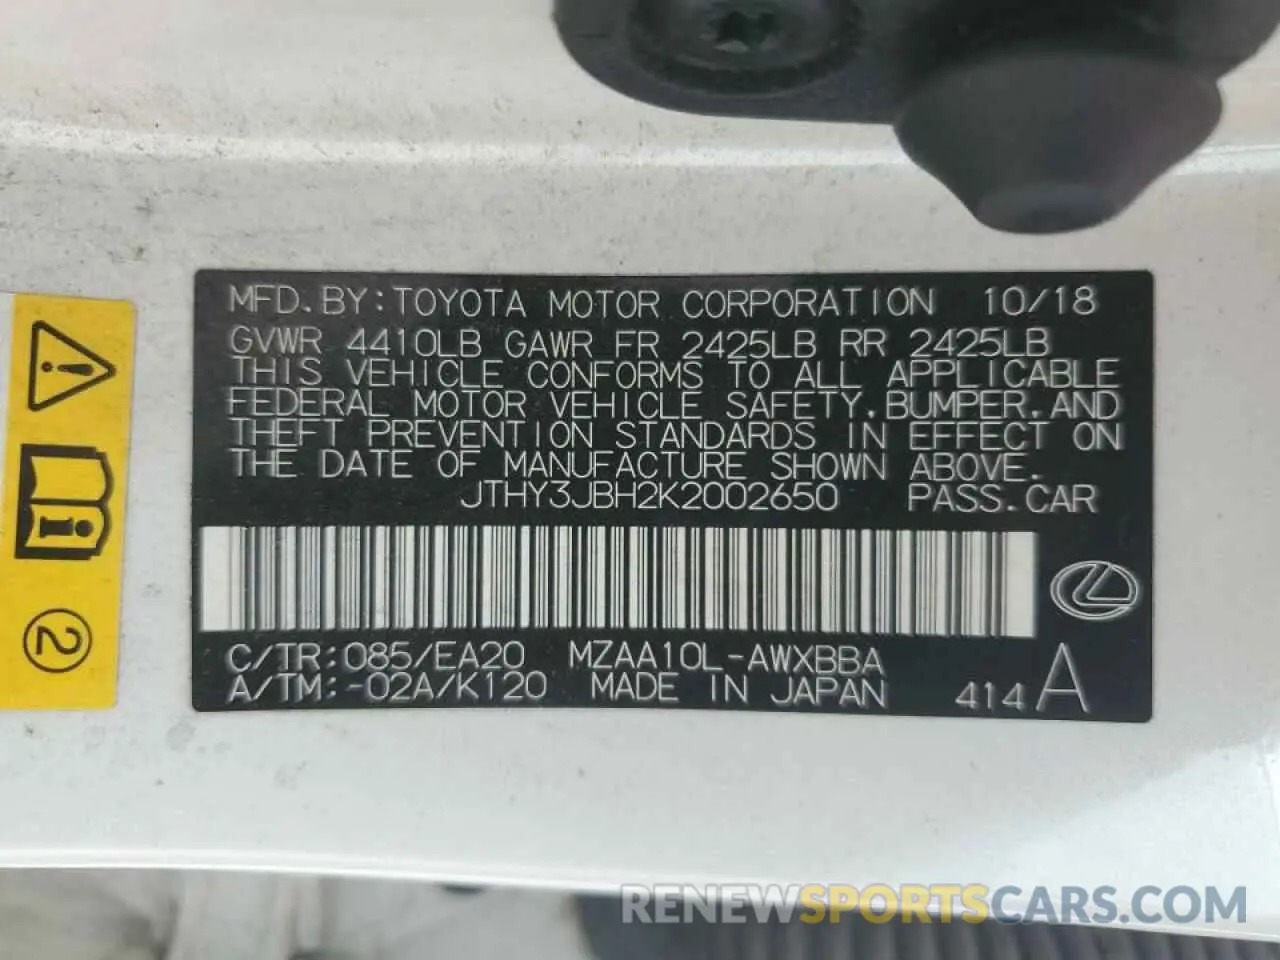 MFD.BY:TOYOTA MOTOR CORPORATION 10/18
GVWR 4410LB GAWR FR 2425LB RR 2425LB
THIS VEHICLE CONFORMS TO ALL APPLICABLE
FEDERAL MOTOR VEHICLE SAFETY,BUMPER,AND
THEFT PREVENTION STANDARDS IN EFFECT ON
THE DATE OF MANUFACTURE SHOWN ABOVE.
JTHY3JBH2K2002650 PASS.CAR
C/TR:085/EA20 MZAA10L-AWXBBA
A/TM:-02A/K120 MADE IN JAPAN 414 A
2
RENEWSPORTSCARS.COM